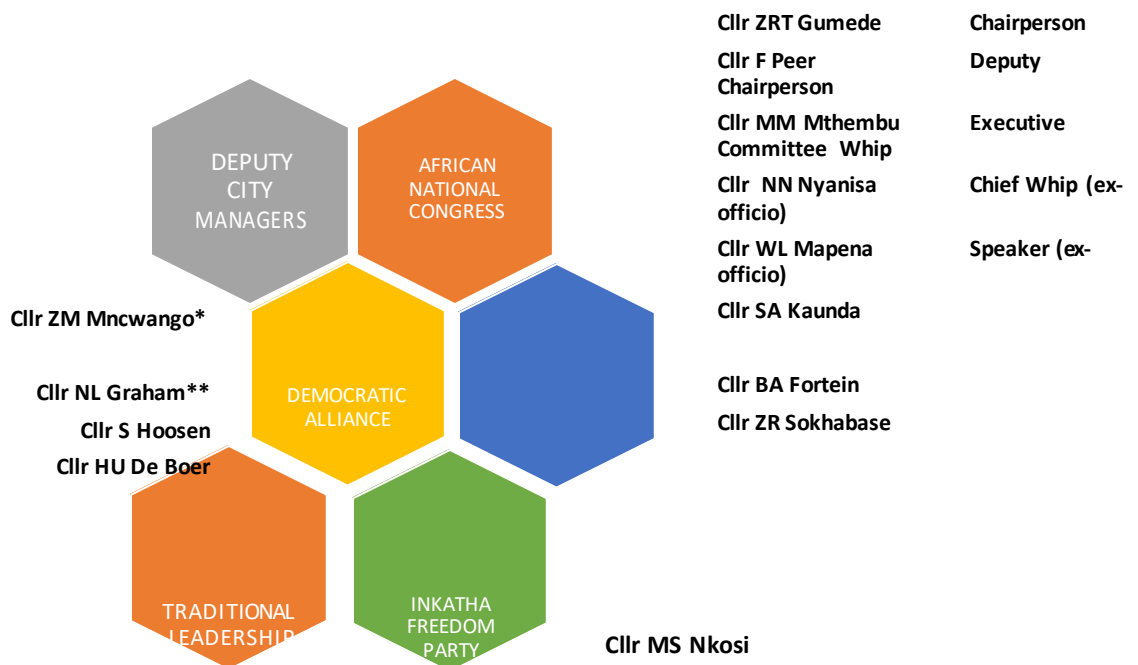 Cllr ZRT Gumede Chairperson
Cllr F Peer Deputy
Chairperson
Cllr MM Mthembu Executive
Committee Whip
Cllr NN Nyanisa Chief Whip (ex-
officio)
Cllr WL Mapena Speaker (ex-
officio)
Cllr SA Kaunda
Cllr BA Fortein
Cllr ZR Sokhabase
DEPUTY
CITY
MANAGERS
AFRICAN
NATIONAL
CONGRESS
Cllr ZM Mncwango*
Cllr NL Graham**
Cllr S Hoosen
Cllr HU De Boer
DEMOCRATIC
ALLIANCE
TRADITIONAL
LEADERSHIP
INKATHA
FREEDOM
PARTY
Cllr MS Nkosi